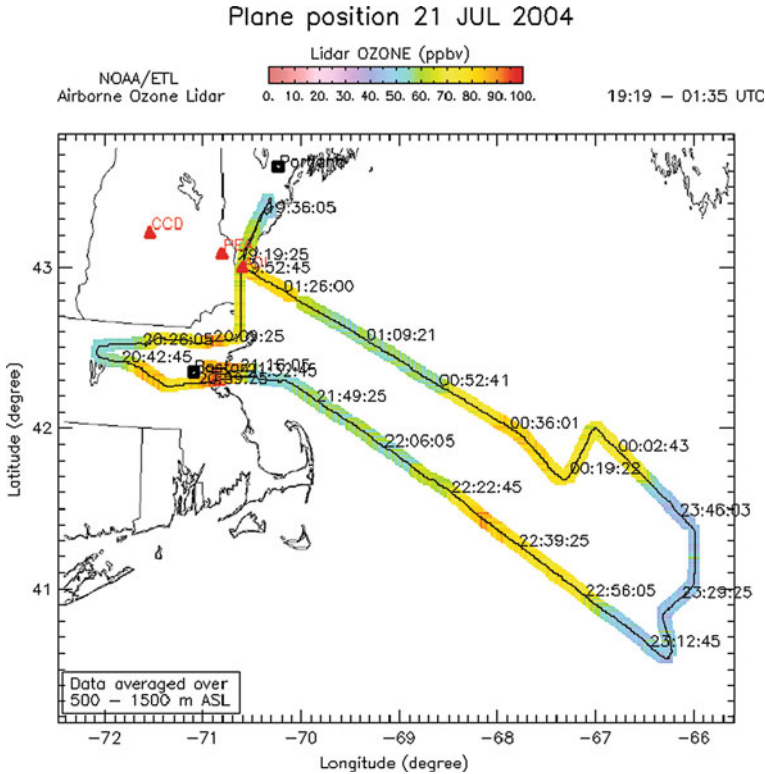 Plane position 21 JUL 2004
Lidar OZONE (ppbv)
NOAA/ETL
Airborne Ozone Lidar
0. 10. 20. 30. 40. 50. 60. 70. 80. 90. 100.
19:19 – 01:35 UTC
Portland
CCD
19:36:05
19:19:25
43
01:26:00
20:26:05
20:09:25
01:09:21
20:42:45
21:15:05
Boston
00:52:41
21:49:25
42
22:06:05
00:36:01
00:02:43
00:19:22
22:22:45
23:46:03
22:39:25
41
22:56:05
23:29:25
23:12:45
Data averaged over
500 – 1500 m ASL
−72 −71 −70 −69 −68 −67 −66
Longitude (degree)
Latitude (degree)